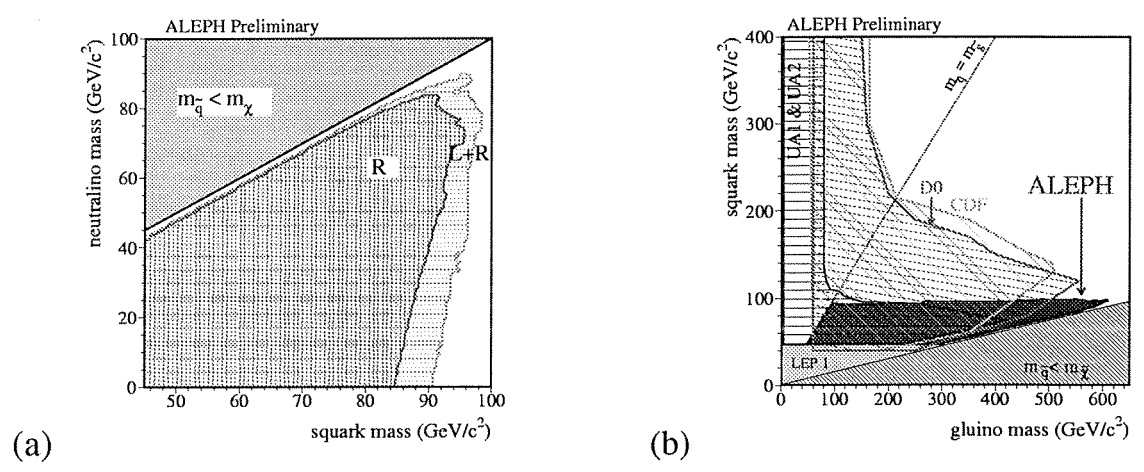 ALEPH Preliminary
neutralino mass (GeV/c²)
100
80
60
40
20
0
m_q̃ < m_χ
R
L+R
50 60 70 80 90 100
squark mass (GeV/c²)
(a)
ALEPH Preliminary
squark mass (GeV/c²)
400
300
200
100
0
UA1 & UA2
m_q̃ = m_g̃
D0
CDF
ALEPH
LEP 1
m_q̃ < m_χ̃
0 100 200 300 400 500 600
gluino mass (GeV/c²)
(b)